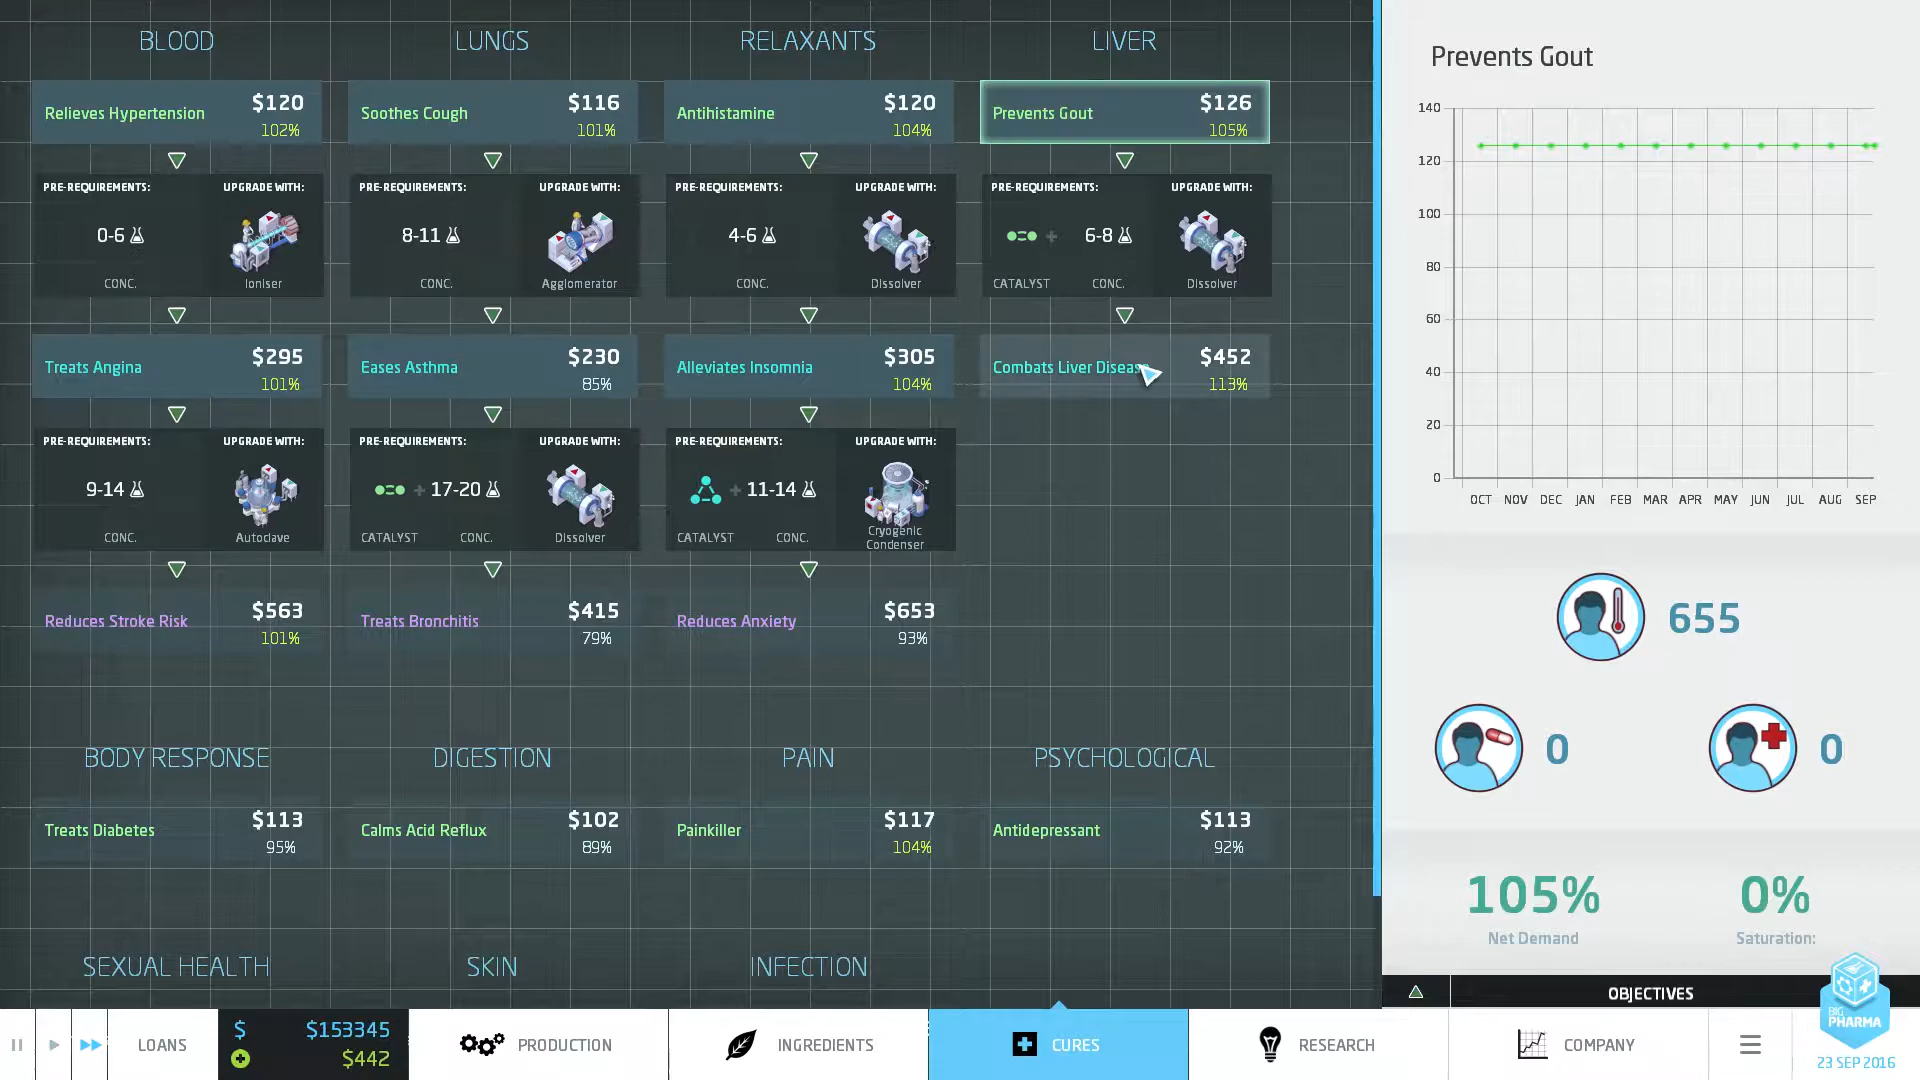 BLOOD
Relieves Hypertension $120
102%
PRE-REQUIREMENTS: UPGRADE WITH:
0-6
CONC. Ioniser
Treats Angina $295
101%
PRE-REQUIREMENTS: UPGRADE WITH:
9-14
CONC. Autoclave
Reduces Stroke Risk $563
101%
LUNGS
Soothes Cough $116
101%
PRE-REQUIREMENTS: UPGRADE WITH:
8-11
CONC. Agglomerator
Eases Asthma $230
85%
PRE-REQUIREMENTS: UPGRADE WITH:
+ 17-20
CATALYST CONC. Dissolver
Treats Bronchitis $415
79%
RELAXANTS
Antihistamine $120
104%
PRE-REQUIREMENTS: UPGRADE WITH:
4-6
CONC. Dissolver
Alleviates Insomnia $305
104%
PRE-REQUIREMENTS: UPGRADE WITH:
+ 11-14
CATALYST CONC. Cryogenic
Condenser
Reduces Anxiety $653
93%
LIVER
Prevents Gout $126
105%
PRE-REQUIREMENTS: UPGRADE WITH:
+ 6-8
CATALYST CONC. Dissolver
Combats Liver Diseas $452
113%
BODY RESPONSE
Treats Diabetes $113
95%
DIGESTION
Calms Acid Reflux $102
89%
PAIN
Painkiller $117
104%
PSYCHOLOGICAL
Antidepressant $113
92%
SEXUAL HEALTH
SKIN
INFECTION
Prevents Gout
140
120
100
80
60
40
20
0
OCT NOV DEC JAN FEB MAR APR MAY JUN JUL AUG SEP
655
0 0
105% 0%
Net Demand Saturation:
OBJECTIVES
LOANS
$ $153345
$442
PRODUCTION
INGREDIENTS
CURES
RESEARCH
COMPANY
BIG
PHARMA
23 SEP 2016